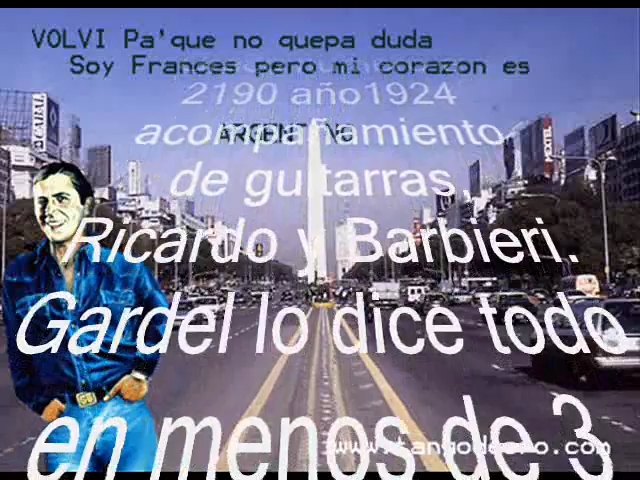 VOLVI Pa'que no quepa duda
Soy Frances pero mi corazon es
2190 año1924
ARGENTINO
acompañamiento
de guitarras,
Ricardo y Barbieri.
Gardel lo dice todo
en menos de 3
CABAL